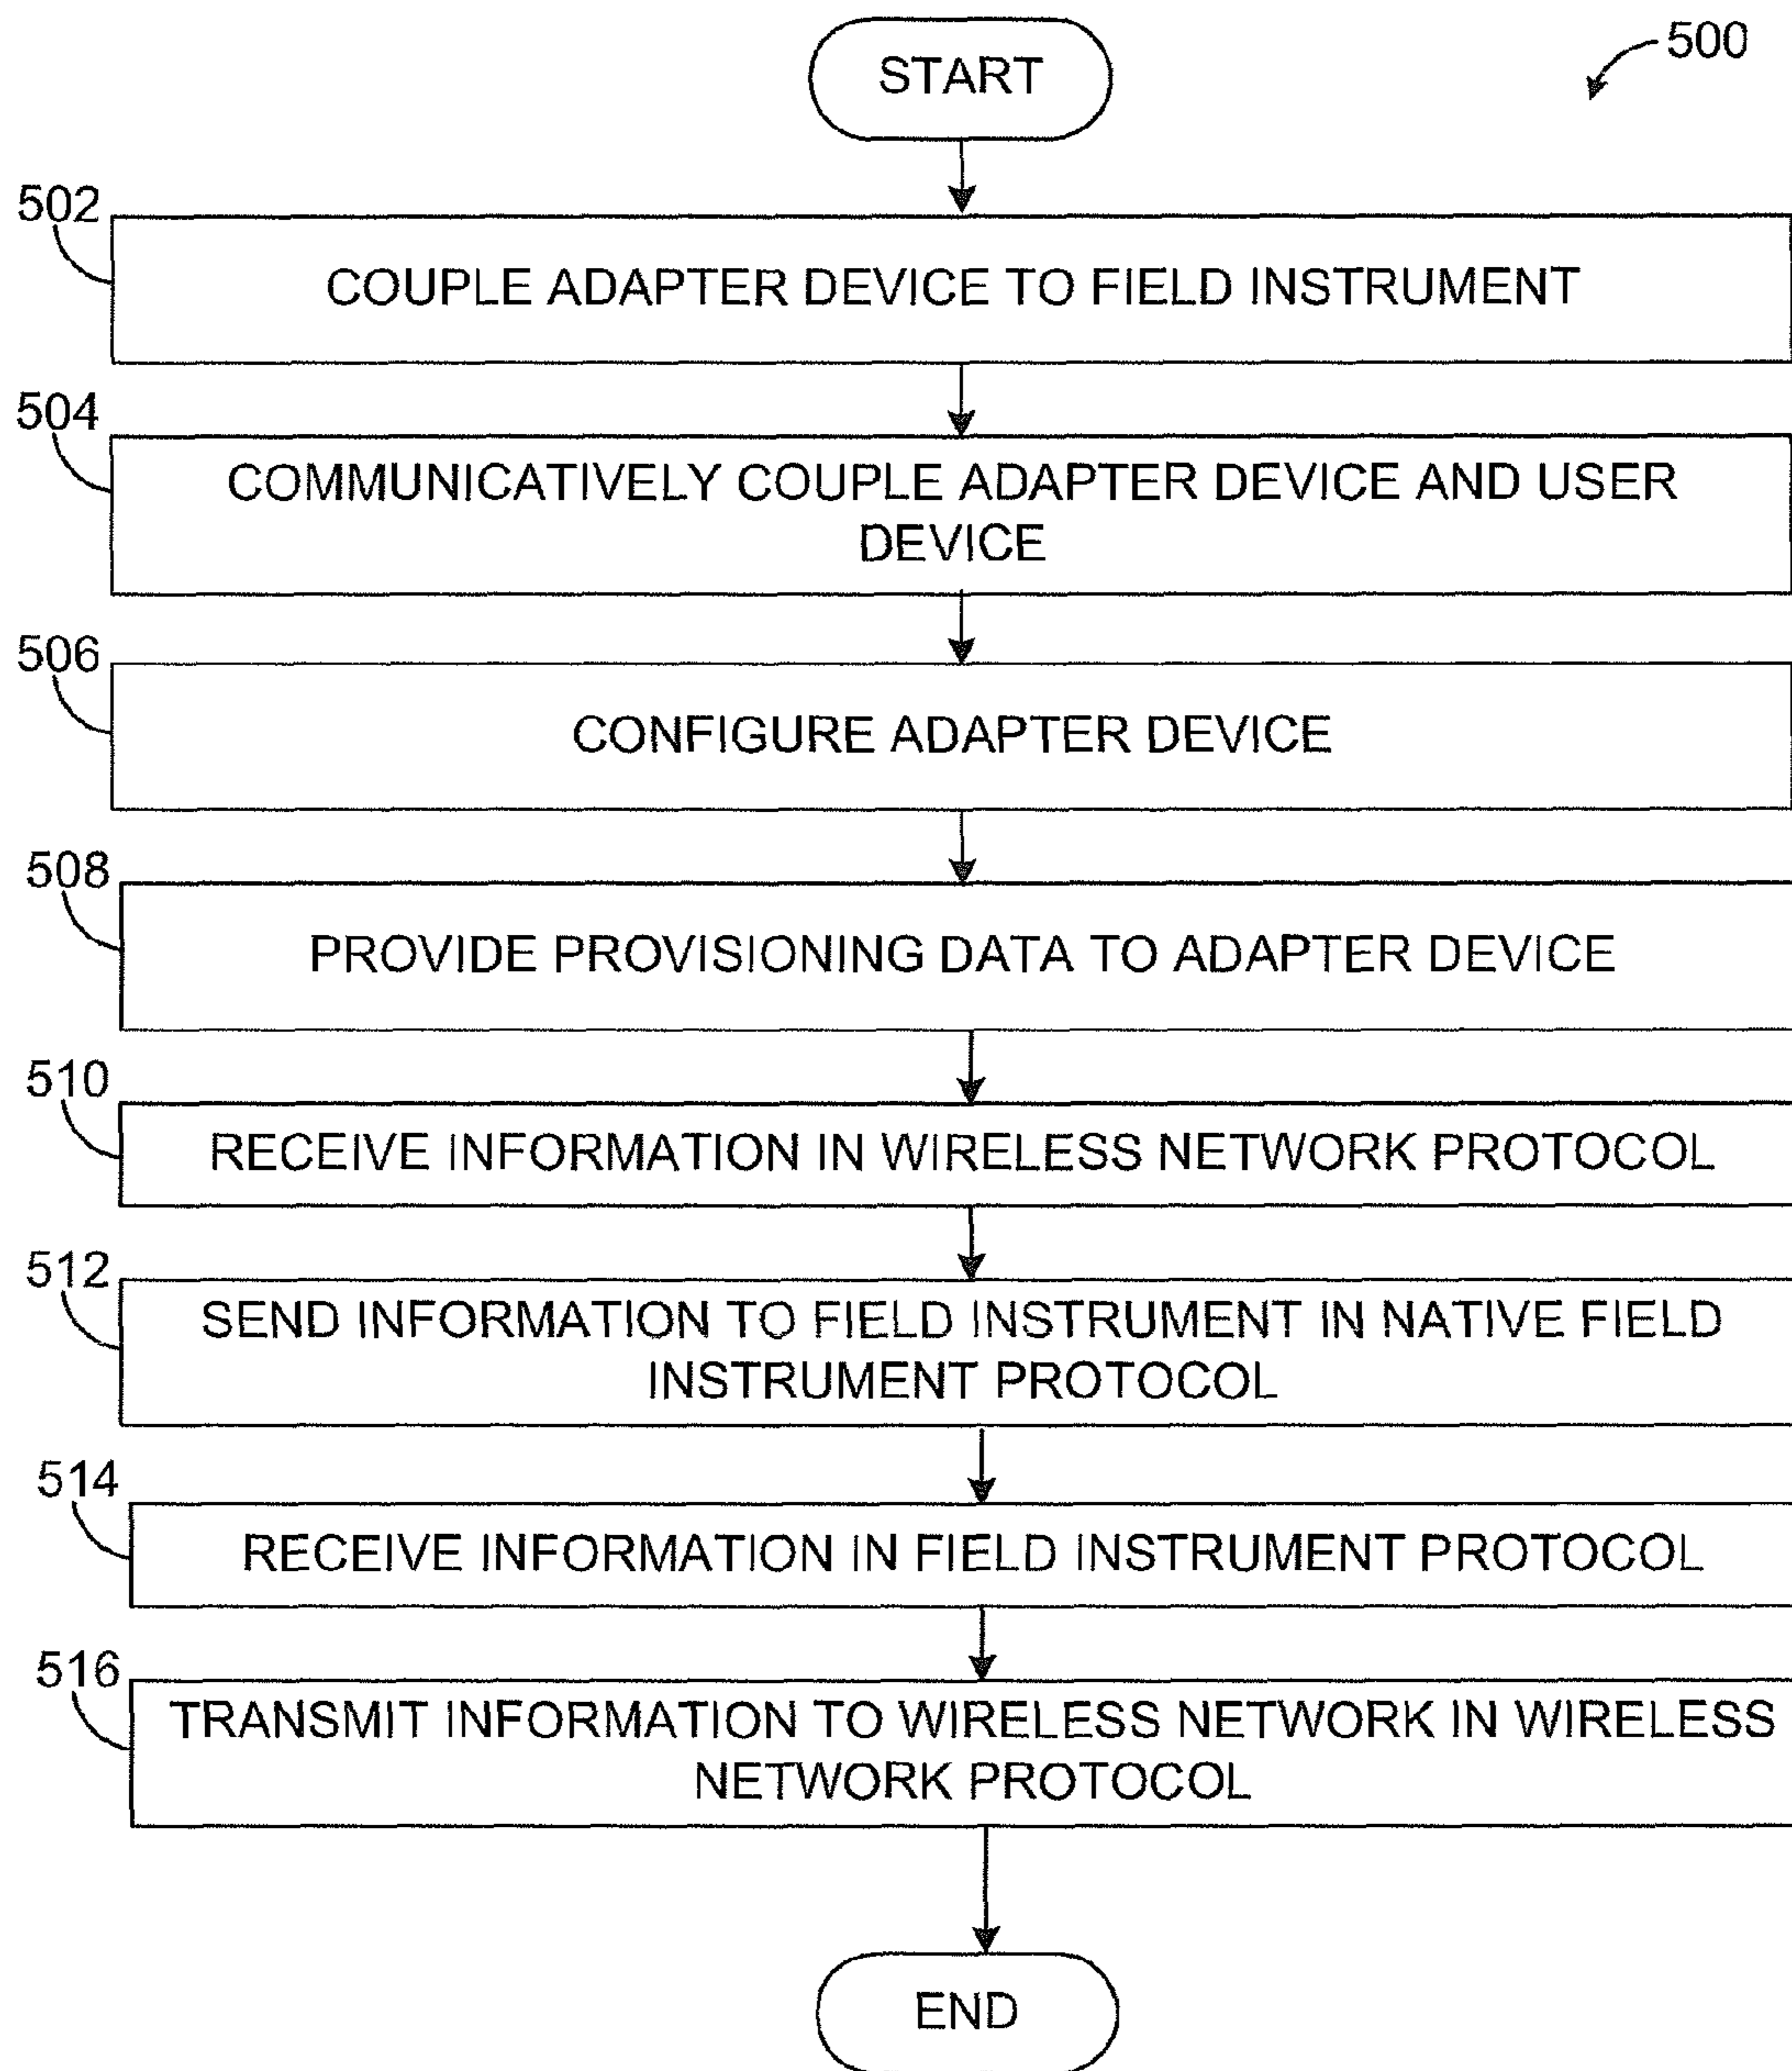 START
500
502
COUPLE ADAPTER DEVICE TO FIELD INSTRUMENT
504
COMMUNICATIVELY COUPLE ADAPTER DEVICE AND USER
DEVICE
506
CONFIGURE ADAPTER DEVICE
508
PROVIDE PROVISIONING DATA TO ADAPTER DEVICE
510
RECEIVE INFORMATION IN WIRELESS NETWORK PROTOCOL
512
SEND INFORMATION TO FIELD INSTRUMENT IN NATIVE FIELD
INSTRUMENT PROTOCOL
514
RECEIVE INFORMATION IN FIELD INSTRUMENT PROTOCOL
516
TRANSMIT INFORMATION TO WIRELESS NETWORK IN WIRELESS
NETWORK PROTOCOL
END